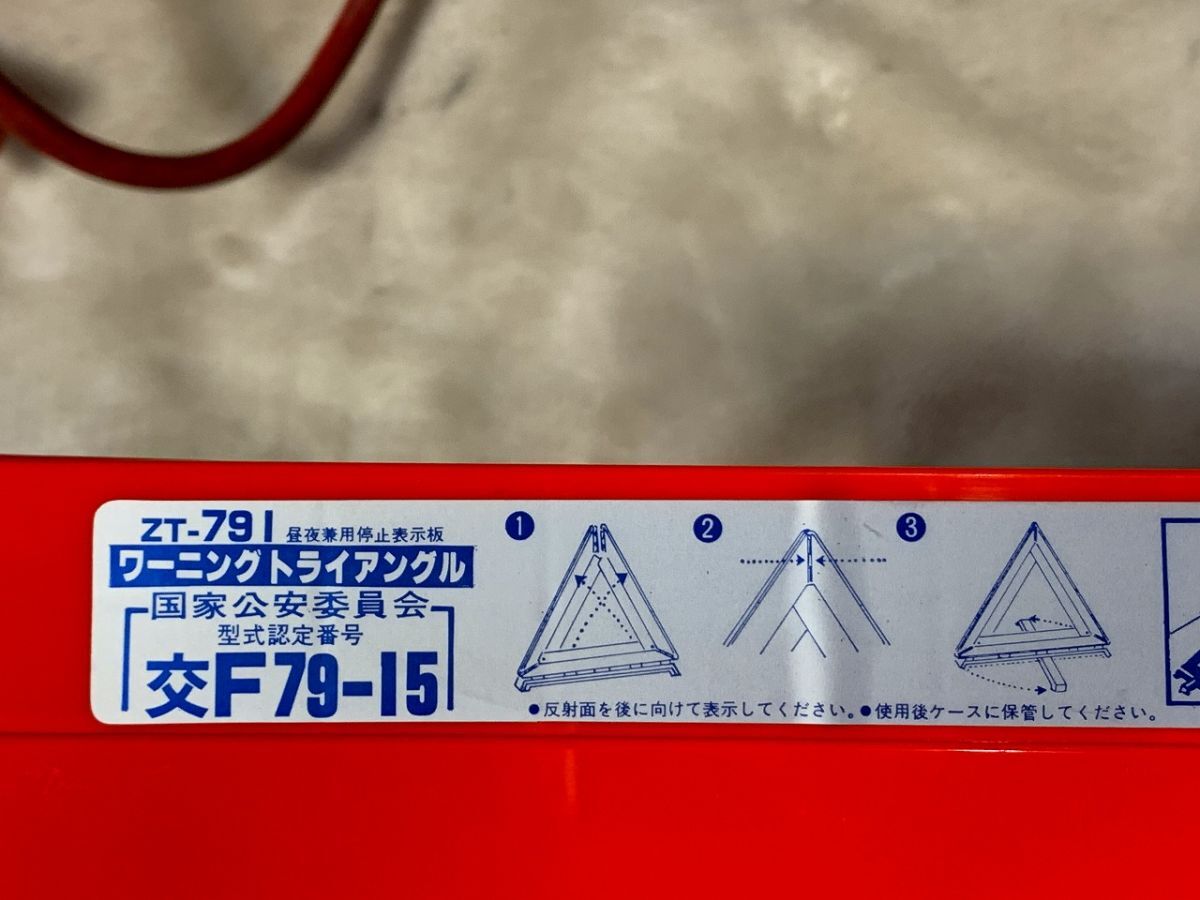 ZT-791 昼夜兼用停止表示板
ワーニングトライアングル
国家公安委員会
型式認定番号
交F79-15
1 2 3
●反射面を後に向けて表示してください。●使用後ケースに保管してください。